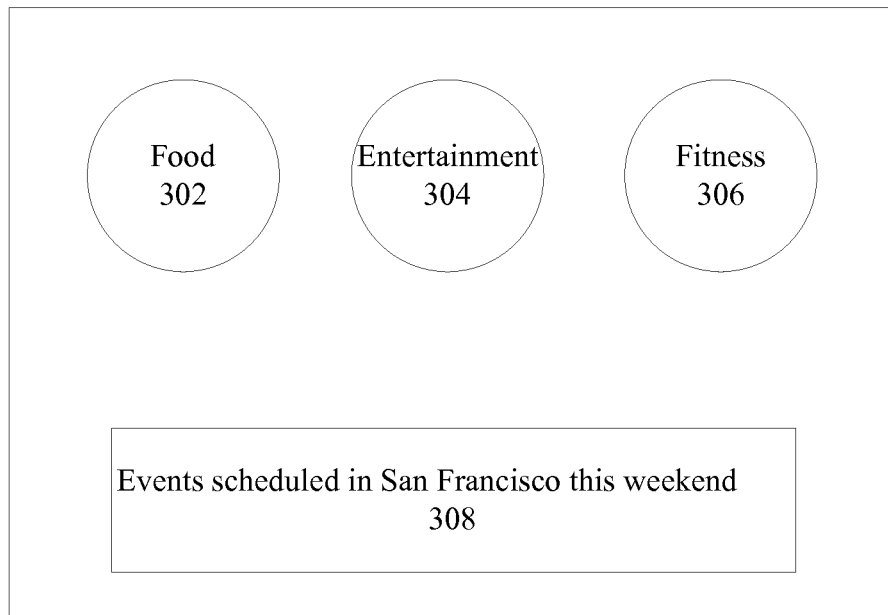 Food
302
Entertainment
304
Fitness
306
Events scheduled in San Francisco this weekend
308